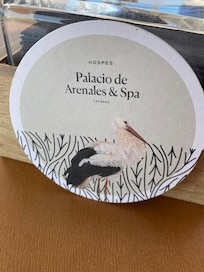 HOSPES
Palacio de
Arenales & Spa
CÁCERES